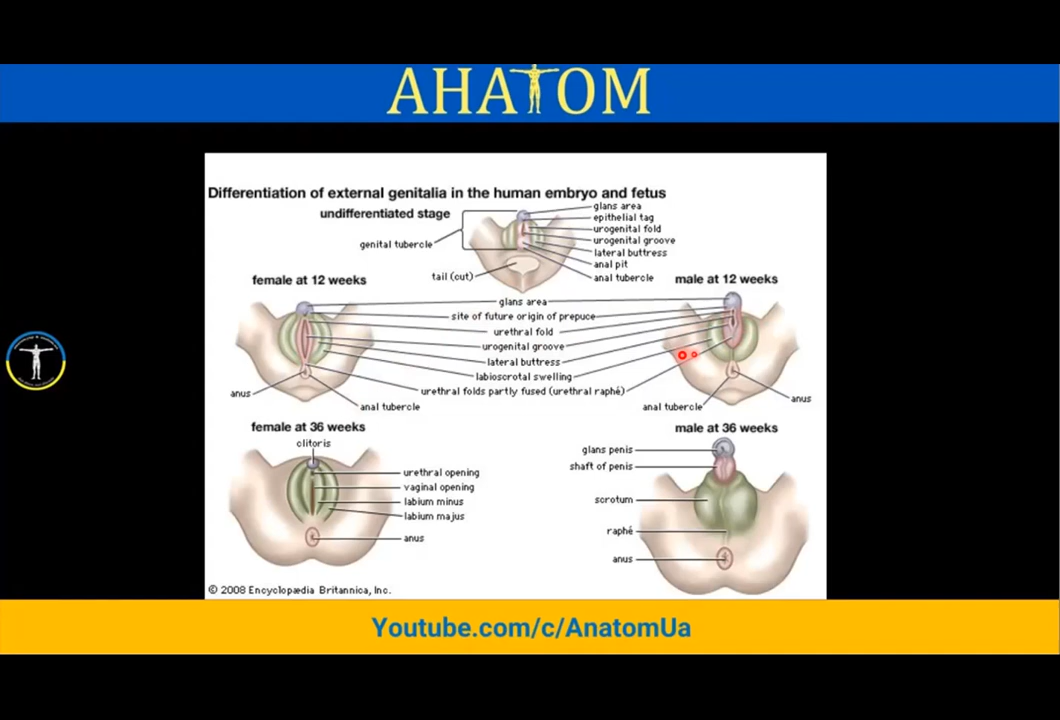 АНАТОМ
Differentiation of external genitalia in the human embryo and fetus
undifferentiated stage
glans area
epithelial tag
urogenital fold
urogenital groove
lateral buttress
anal pit
anal tubercle
genital tubercle
tail (cut)
female at 12 weeks
male at 12 weeks
glans area
site of future origin of prepuce
urethral fold
urogenital groove
lateral buttress
labioscrotal swelling
urethral folds partly fused (urethral raphé)
anus
anal tubercle
anal tubercle
anus
female at 36 weeks
clitoris
urethral opening
vaginal opening
labium minus
labium majus
anus
male at 36 weeks
glans penis
shaft of penis
scrotum
raphé
anus
© 2008 Encyclopædia Britannica, Inc.
Youtube.com/c/AnatomUa